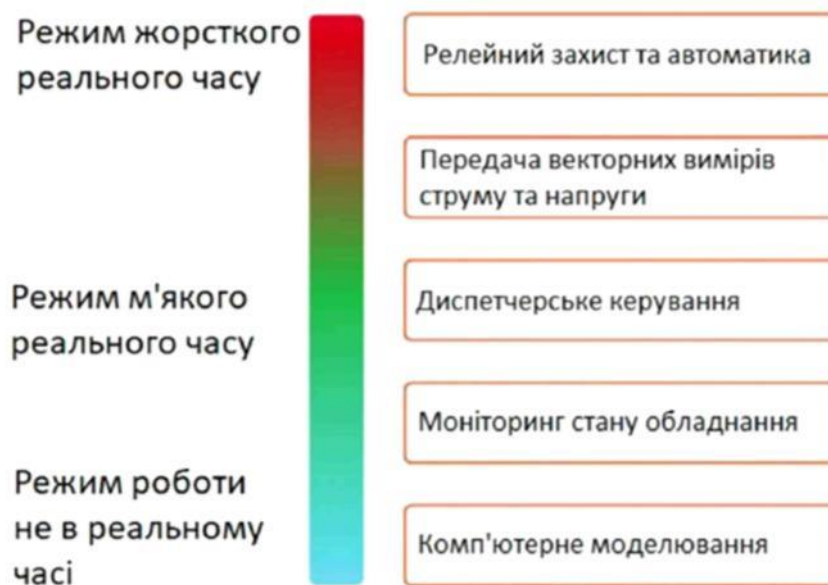 Режим жорсткого
реального часу
Релейний захист та автоматика
Передача векторних вимірів
струму та напруги
Режим м'якого
реального часу
Диспетчерське керування
Моніторинг стану обладнання
Режим роботи
не в реальному
часі
Комп'ютерне моделювання